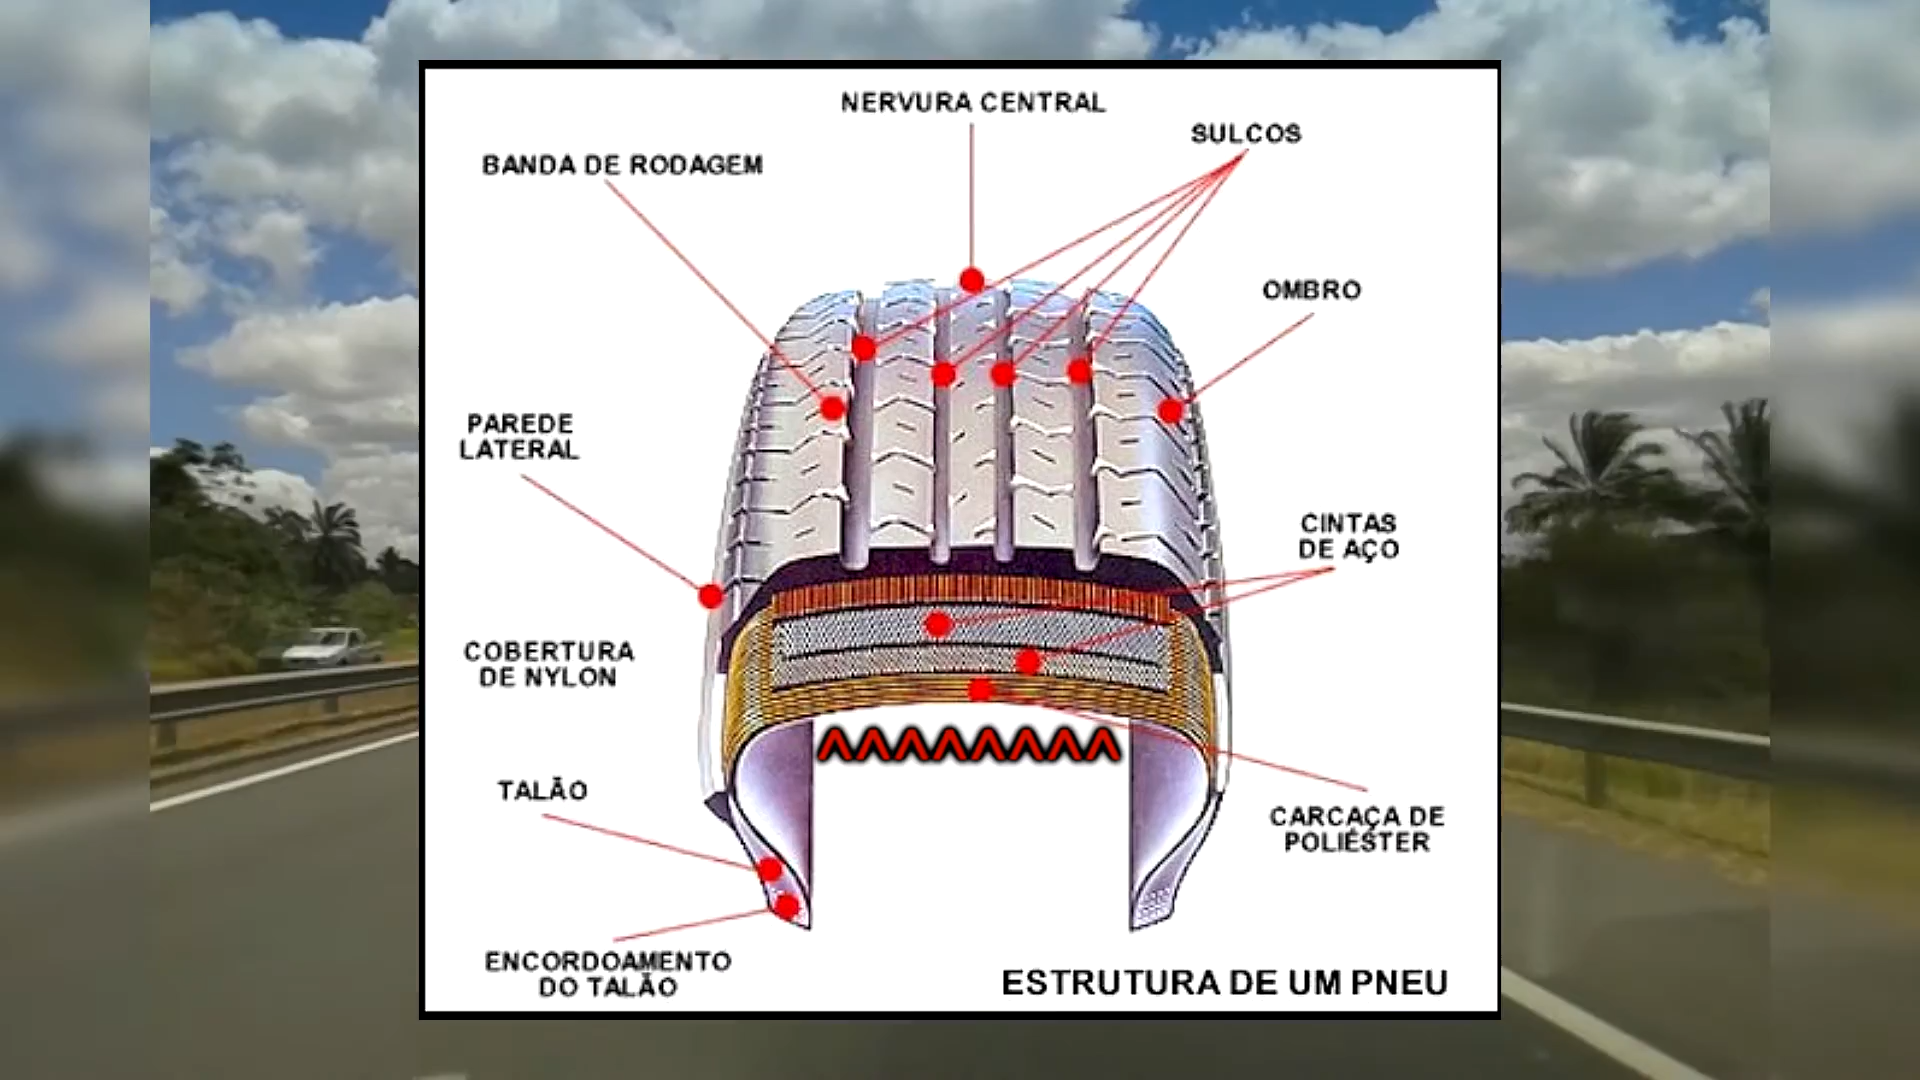 NERVURA CENTRAL
SULCOS
BANDA DE RODAGEM
OMBRO
PAREDE
LATERAL
CINTAS
DE AÇO
COBERTURA
DE NYLON
TALÃO
CARCAÇA DE
POLIÉSTER
ENCORDOAMENTO
DO TALÃO
ESTRUTURA DE UM PNEU